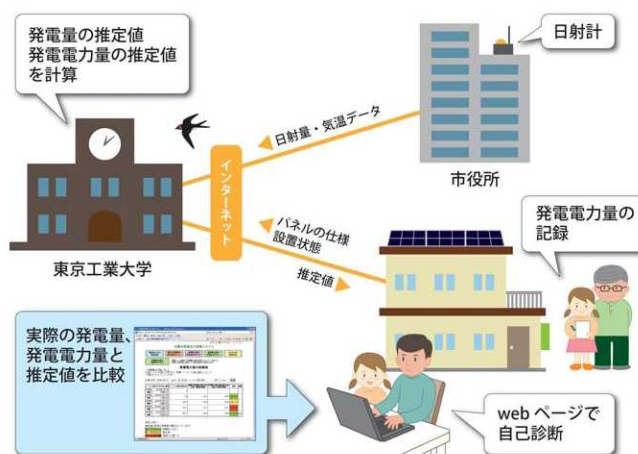 発電量の推定値
発電電力量の推定値
を計算
日射計
日射量・気温データ
インターネット
市役所
パネルの仕様
設置状態
推定値
発電電力量の
記録
東京工業大学
実際の発電量、
発電電力量と
推定値を比較
webページで
自己診断